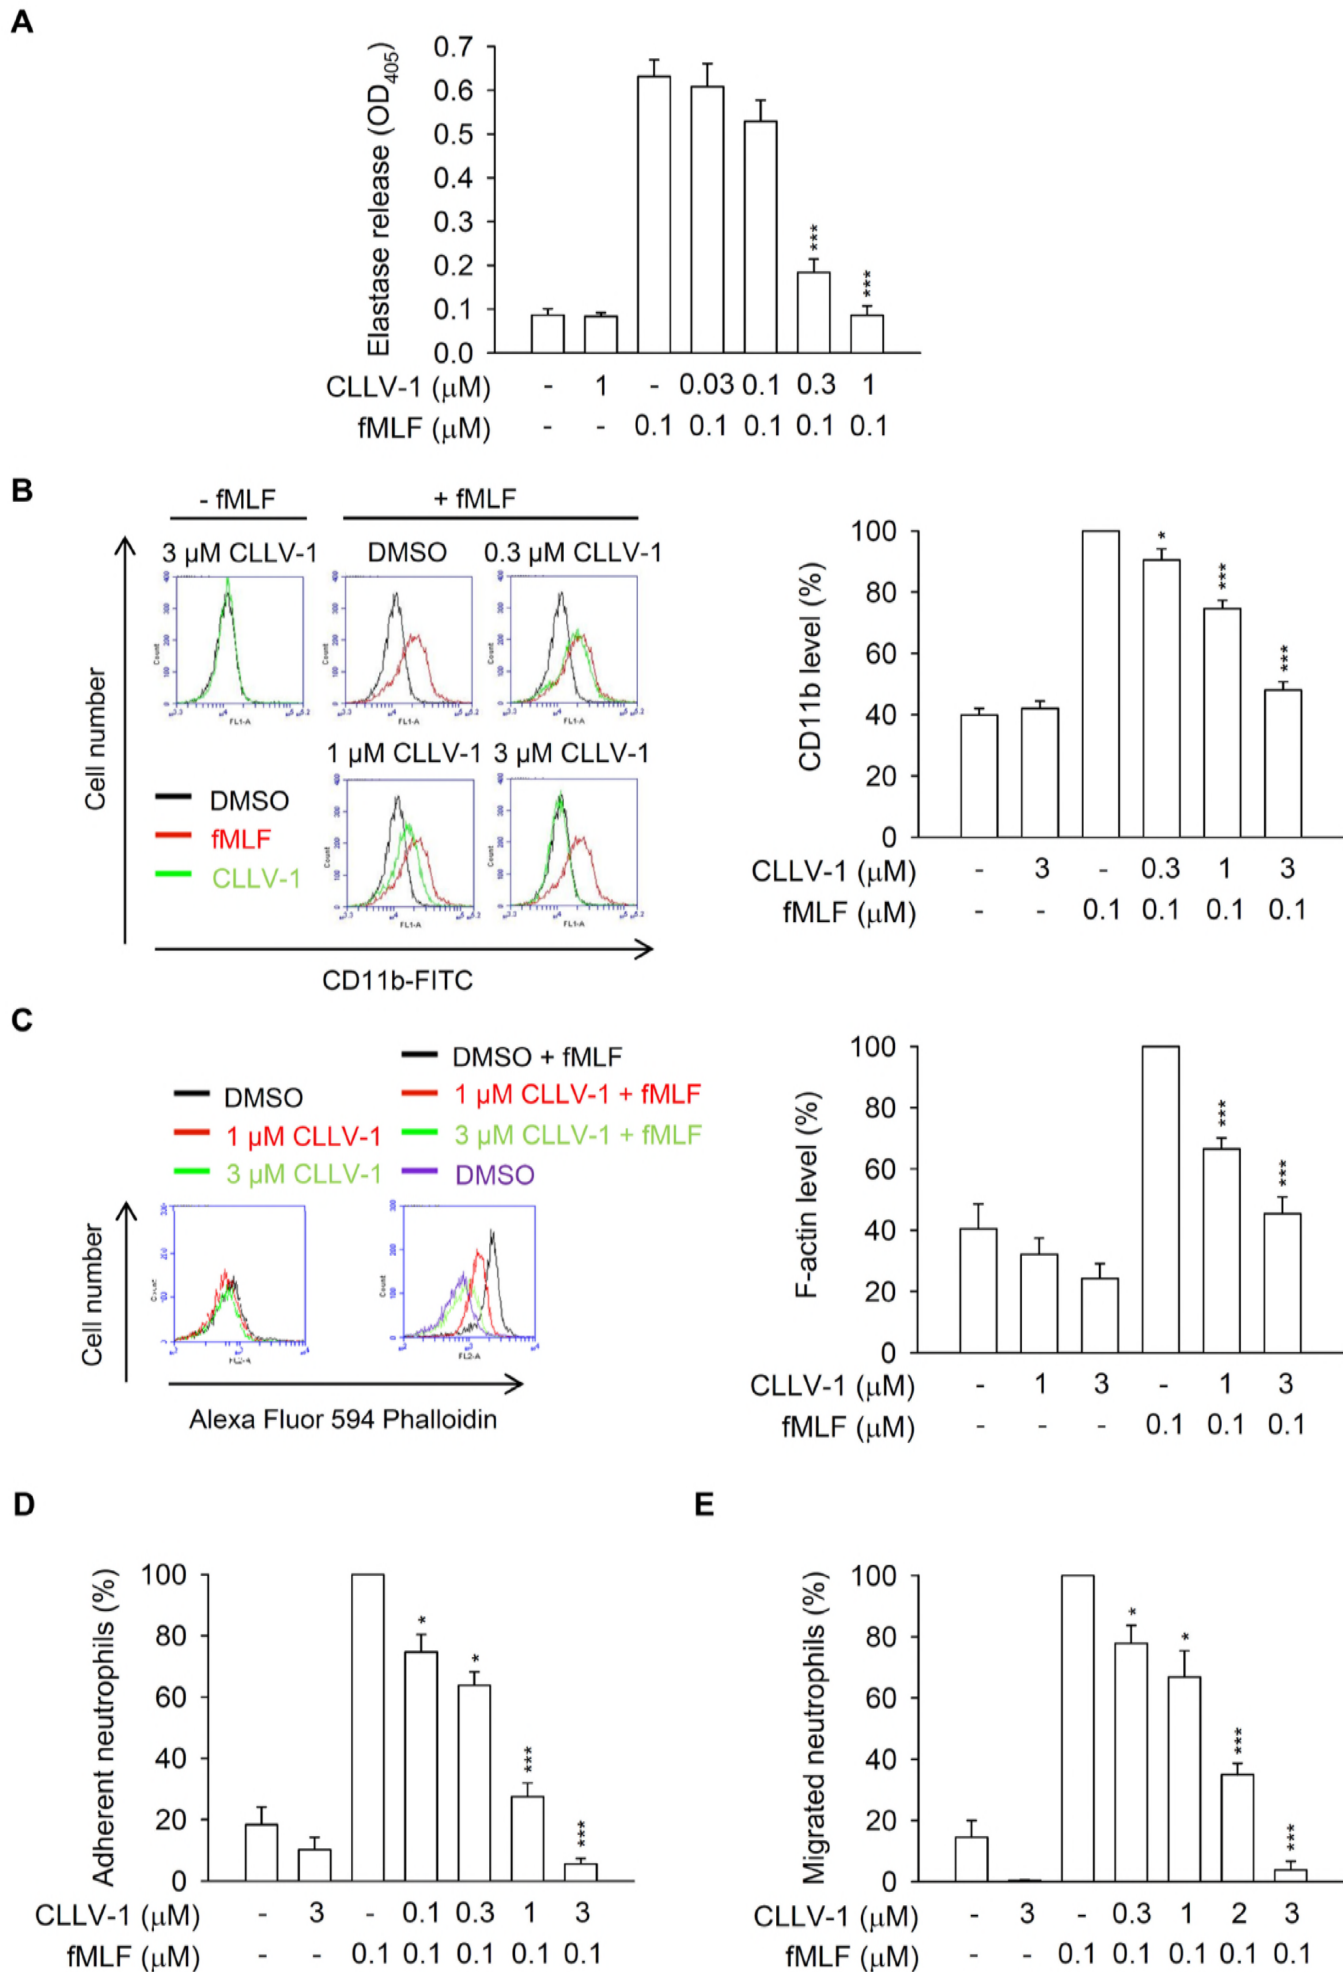 A
Elastase release (OD405)
0.7
0.6
0.5
0.4
0.3
0.2
0.1
0.0
***
***
CLLV-1 (μM) - 1 - 0.03 0.1 0.3 1
fMLF (μM) - - 0.1 0.1 0.1 0.1 0.1
B
- fMLF + fMLF
3 μM CLLV-1 DMSO 0.3 μM CLLV-1
1 μM CLLV-1 3 μM CLLV-1
Cell number
DMSO
fMLF
CLLV-1
Count
FL1-A
CD11b-FITC
CD11b level (%)
100
80
60
40
20
0
*
***
***
CLLV-1 (μM) - 3 - 0.3 1 3
fMLF (μM) - - 0.1 0.1 0.1 0.1
C
DMSO
1 μM CLLV-1
3 μM CLLV-1
DMSO + fMLF
1 μM CLLV-1 + fMLF
3 μM CLLV-1 + fMLF
DMSO
Cell number
Count
FL2-A
Alexa Fluor 594 Phalloidin
F-actin level (%)
100
80
60
40
20
0
***
***
CLLV-1 (μM) - 1 3 - 1 3
fMLF (μM) - - - 0.1 0.1 0.1
D
Adherent neutrophils (%)
100
80
60
40
20
0
*
*
***
***
CLLV-1 (μM) - 3 - 0.1 0.3 1 3
fMLF (μM) - - 0.1 0.1 0.1 0.1 0.1
E
Migrated neutrophils (%)
100
80
60
40
20
0
*
*
***
***
CLLV-1 (μM) - 3 - 0.3 1 2 3
fMLF (μM) - - 0.1 0.1 0.1 0.1 0.1